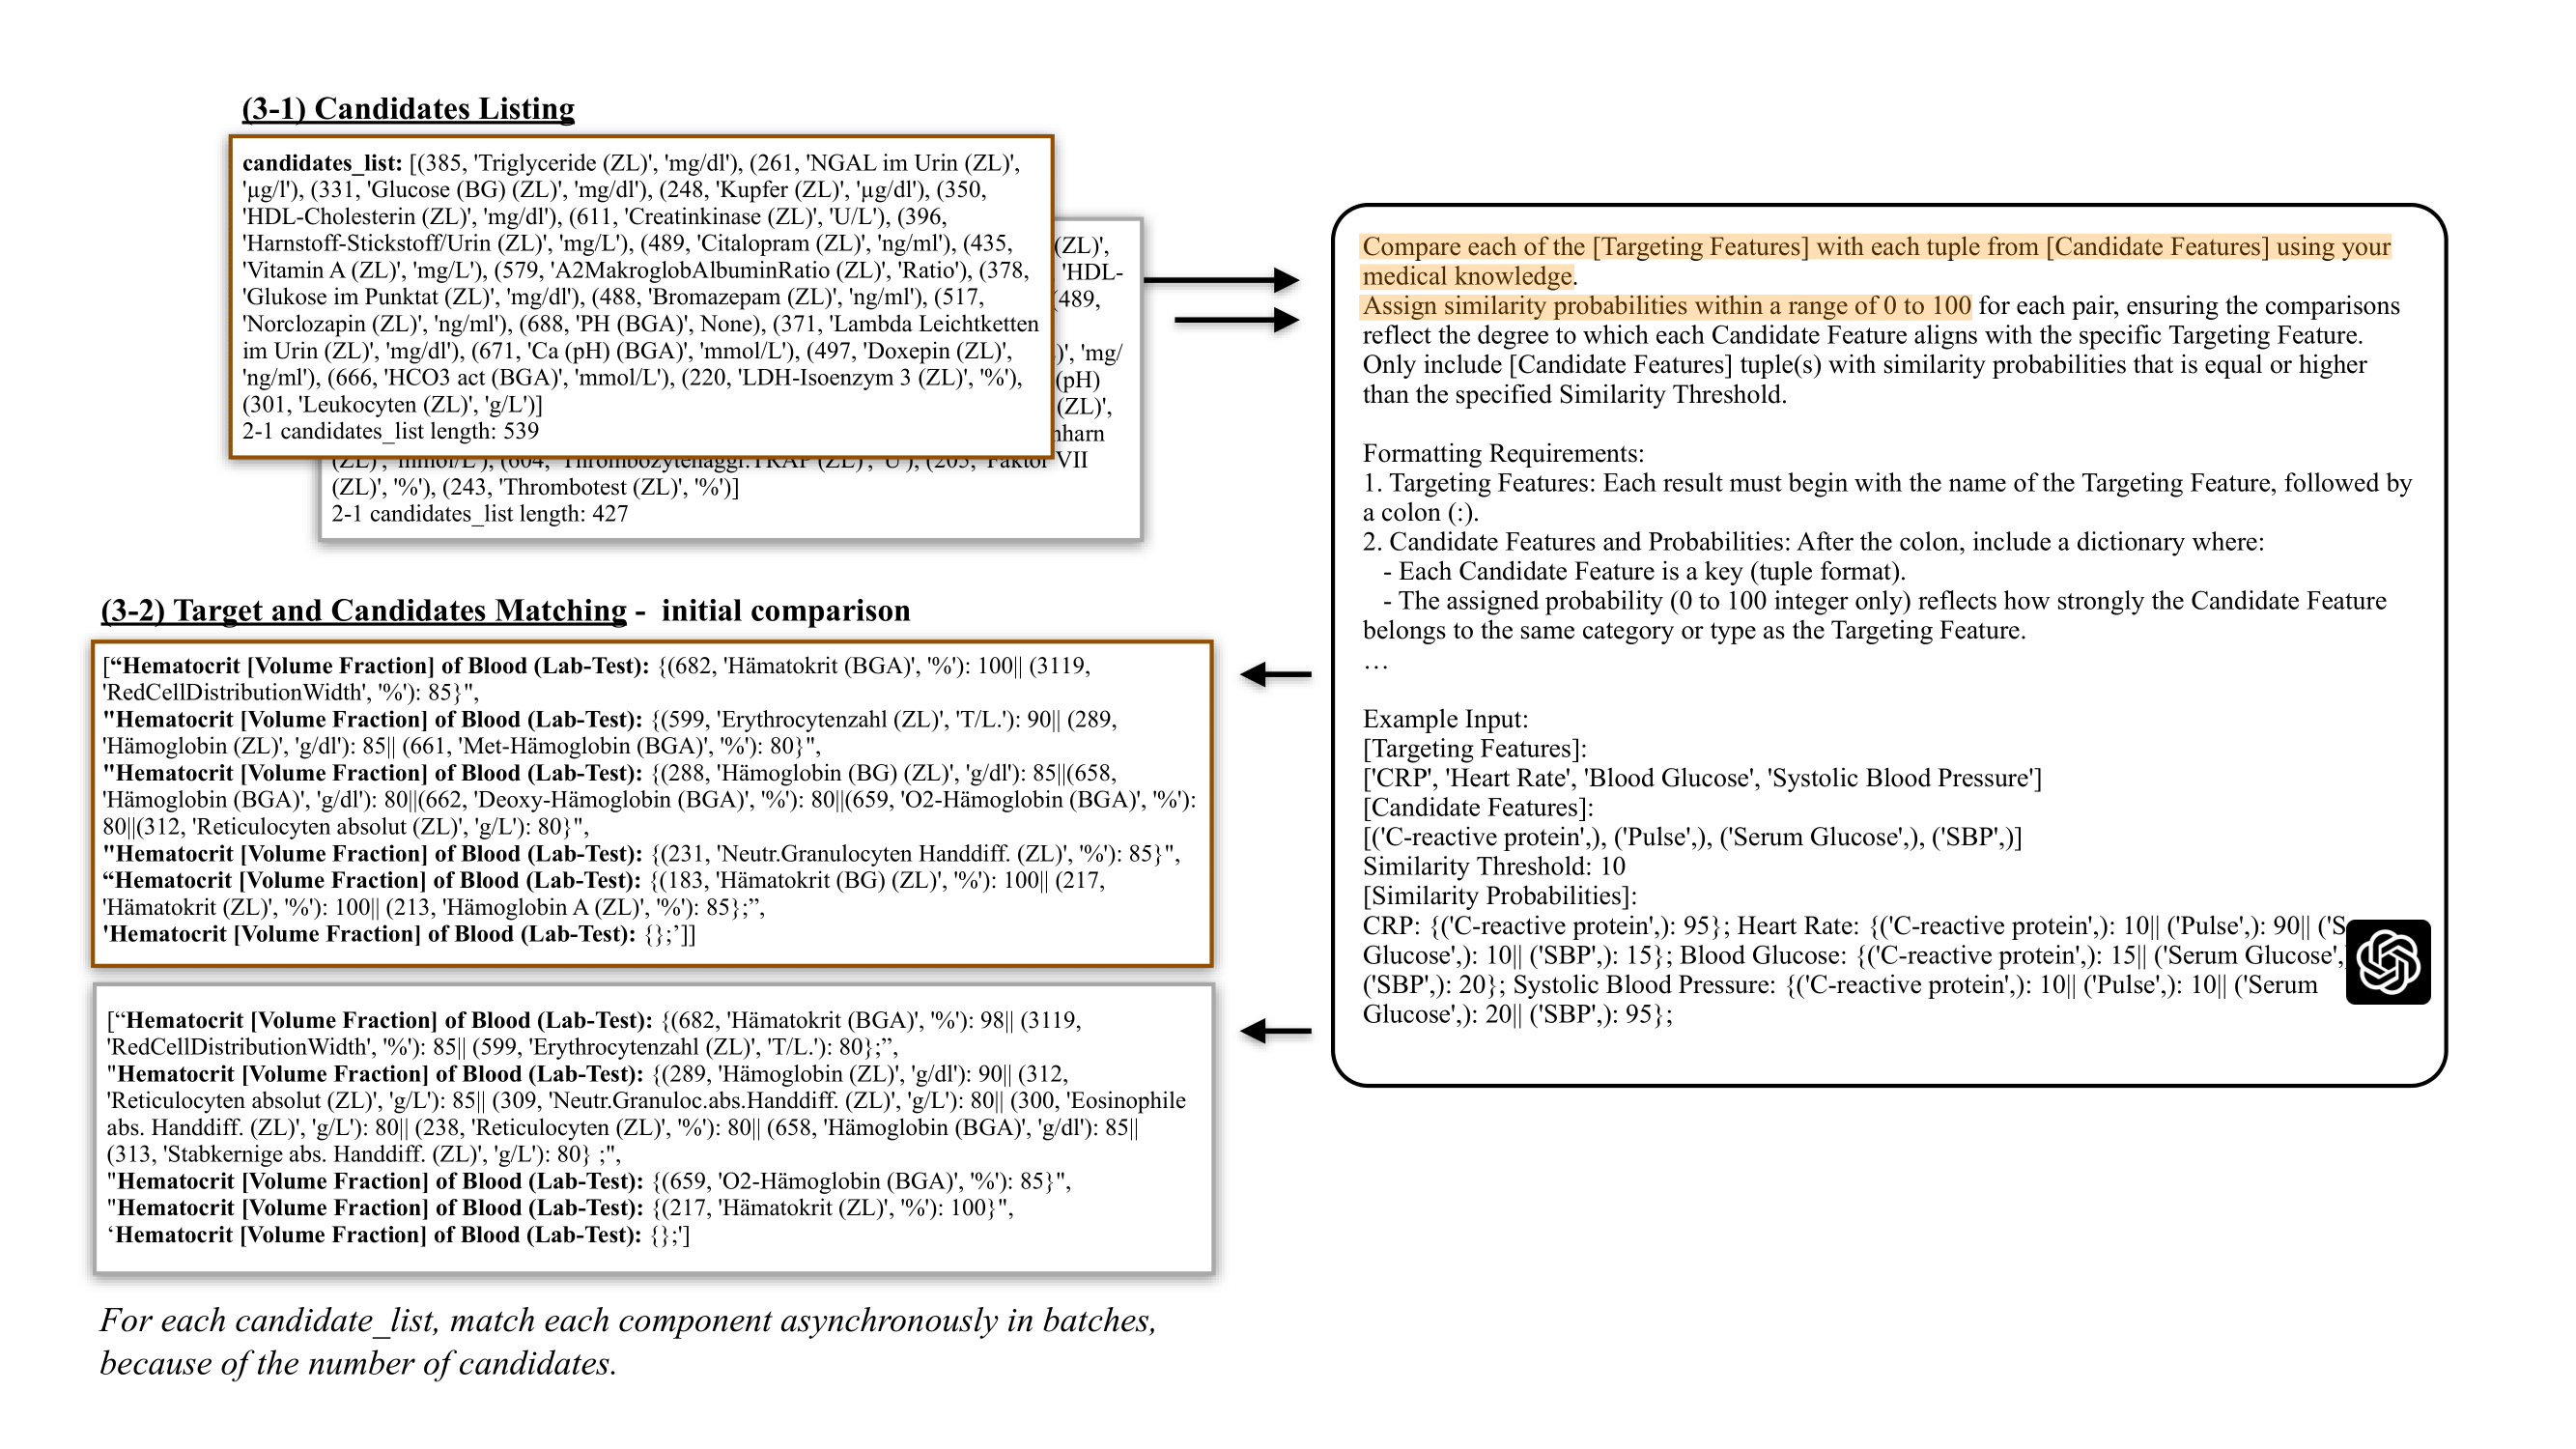 (3-1) Candidates Listing
candidates_list: [(385, 'Triglyceride (ZL)', 'mg/dl'), (261, 'NGAL im Urin (ZL)',
'µg/l'), (331, 'Glucose (BG) (ZL)', 'mg/dl'), (248, 'Kupfer (ZL)', 'µg/dl'), (350,
'HDL-Cholesterin (ZL)', 'mg/dl'), (611, 'Creatinkinase (ZL)', 'U/L'), (396,
'Harnstoff-Stickstoff/Urin (ZL)', 'mg/L'), (489, 'Citalopram (ZL)', 'ng/ml'), (435,
'Vitamin A (ZL)', 'mg/L'), (579, 'A2MakroglobAlbuminRatio (ZL)', 'Ratio'), (378,
'Glukose im Punktat (ZL)', 'mg/dl'), (488, 'Bromazepam (ZL)', 'ng/ml'), (517,
'Norclozapin (ZL)', 'ng/ml'), (688, 'PH (BGA)', None), (371, 'Lambda Leichtketten
im Urin (ZL)', 'mg/dl'), (671, 'Ca (pH) (BGA)', 'mmol/L'), (497, 'Doxepin (ZL)',
'ng/ml'), (666, 'HCO3 act (BGA)', 'mmol/L'), (220, 'LDH-Isoenzym 3 (ZL)', '%'),
(301, 'Leukocyten (ZL)', 'g/L')]
2-1 candidates_list length: 539
(ZL)',
'HDL-
(489,
)', 'mg/
(pH)
(ZL)',
nharn
(ZL)', 'mmol/L'), (604, 'Thrombozytenaggr.TRAP (ZL)', 'U'), (205, 'Faktor VII
(ZL)', '%'), (243, 'Thrombotest (ZL)', '%')]
2-1 candidates_list length: 427
(3-2) Target and Candidates Matching - initial comparison
[“Hematocrit [Volume Fraction] of Blood (Lab-Test): {(682, 'Hämatokrit (BGA)', '%'): 100|| (3119,
'RedCellDistributionWidth', '%'): 85}",
"Hematocrit [Volume Fraction] of Blood (Lab-Test): {(599, 'Erythrocytenzahl (ZL)', 'T/L.'): 90|| (289,
'Hämoglobin (ZL)', 'g/dl'): 85|| (661, 'Met-Hämoglobin (BGA)', '%'): 80}",
"Hematocrit [Volume Fraction] of Blood (Lab-Test): {(288, 'Hämoglobin (BG) (ZL)', 'g/dl'): 85||(658,
'Hämoglobin (BGA)', 'g/dl'): 80||(662, 'Deoxy-Hämoglobin (BGA)', '%'): 80||(659, 'O2-Hämoglobin (BGA)', '%'):
80||(312, 'Reticulocyten absolut (ZL)', 'g/L'): 80}",
"Hematocrit [Volume Fraction] of Blood (Lab-Test): {(231, 'Neutr.Granulocyten Handdiff. (ZL)', '%'): 85}",
“Hematocrit [Volume Fraction] of Blood (Lab-Test): {(183, 'Hämatokrit (BG) (ZL)', '%'): 100|| (217,
'Hämatokrit (ZL)', '%'): 100|| (213, 'Hämoglobin A (ZL)', '%'): 85};”,
'Hematocrit [Volume Fraction] of Blood (Lab-Test): {};’]]
[“Hematocrit [Volume Fraction] of Blood (Lab-Test): {(682, 'Hämatokrit (BGA)', '%'): 98|| (3119,
'RedCellDistributionWidth', '%'): 85|| (599, 'Erythrocytenzahl (ZL)', 'T/L.'): 80};”,
"Hematocrit [Volume Fraction] of Blood (Lab-Test): {(289, 'Hämoglobin (ZL)', 'g/dl'): 90|| (312,
'Reticulocyten absolut (ZL)', 'g/L'): 85|| (309, 'Neutr.Granuloc.abs.Handdiff. (ZL)', 'g/L'): 80|| (300, 'Eosinophile
abs. Handdiff. (ZL)', 'g/L'): 80|| (238, 'Reticulocyten (ZL)', '%'): 80|| (658, 'Hämoglobin (BGA)', 'g/dl'): 85||
(313, 'Stabkernige abs. Handdiff. (ZL)', 'g/L'): 80} ;",
"Hematocrit [Volume Fraction] of Blood (Lab-Test): {(659, 'O2-Hämoglobin (BGA)', '%'): 85}",
"Hematocrit [Volume Fraction] of Blood (Lab-Test): {(217, 'Hämatokrit (ZL)', '%'): 100}",
‘Hematocrit [Volume Fraction] of Blood (Lab-Test): {};']
For each candidate_list, match each component asynchronously in batches,
because of the number of candidates.
Compare each of the [Targeting Features] with each tuple from [Candidate Features] using your
medical knowledge.
Assign similarity probabilities within a range of 0 to 100 for each pair, ensuring the comparisons
reflect the degree to which each Candidate Feature aligns with the specific Targeting Feature.
Only include [Candidate Features] tuple(s) with similarity probabilities that is equal or higher
than the specified Similarity Threshold.
Formatting Requirements:
1. Targeting Features: Each result must begin with the name of the Targeting Feature, followed by
a colon (:).
2. Candidate Features and Probabilities: After the colon, include a dictionary where:
- Each Candidate Feature is a key (tuple format).
- The assigned probability (0 to 100 integer only) reflects how strongly the Candidate Feature
belongs to the same category or type as the Targeting Feature.
…
Example Input:
[Targeting Features]:
['CRP', 'Heart Rate', 'Blood Glucose', 'Systolic Blood Pressure']
[Candidate Features]:
[('C-reactive protein',), ('Pulse',), ('Serum Glucose',), ('SBP',)]
Similarity Threshold: 10
[Similarity Probabilities]:
CRP: {('C-reactive protein',): 95}; Heart Rate: {('C-reactive protein',): 10|| ('Pulse',): 90|| ('S
Glucose',): 10|| ('SBP',): 15}; Blood Glucose: {('C-reactive protein',): 15|| ('Serum Glucose',
('SBP',): 20}; Systolic Blood Pressure: {('C-reactive protein',): 10|| ('Pulse',): 10|| ('Serum
Glucose',): 20|| ('SBP',): 95};